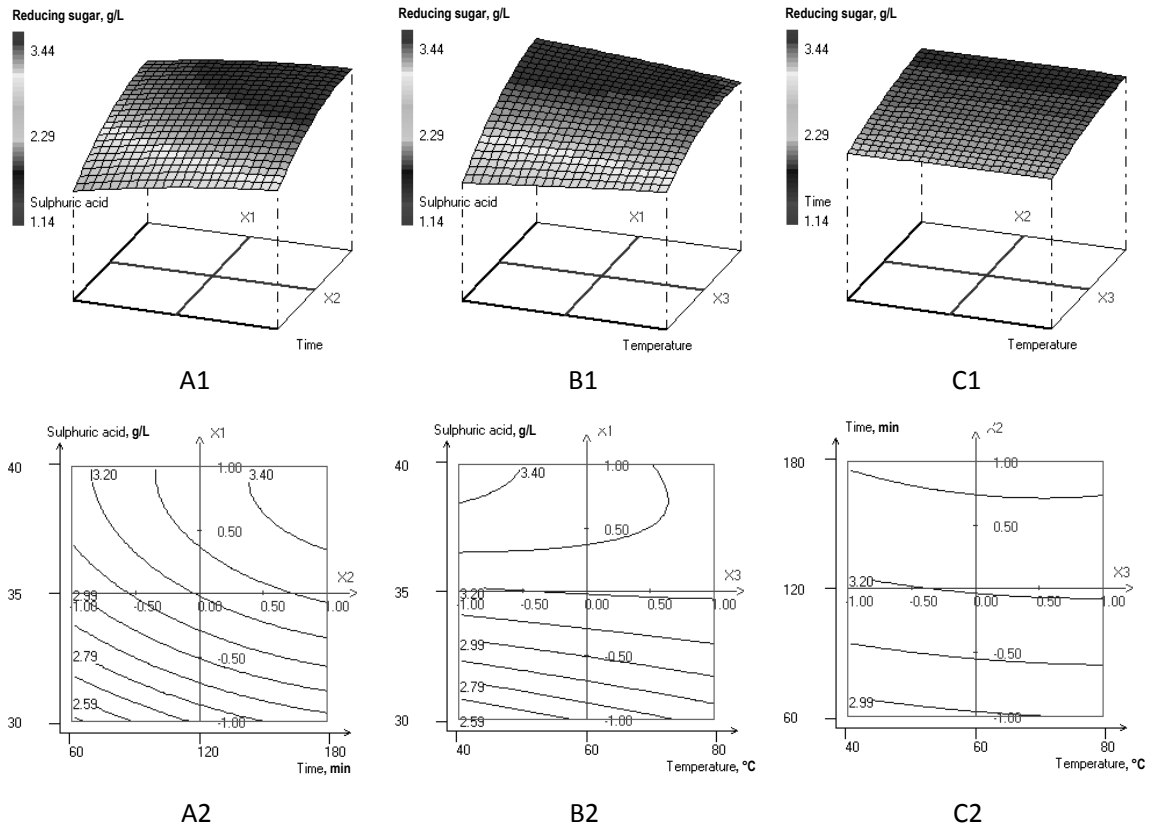 Reducing sugar, g/L
3.44
2.29
Sulphuric acid
1.14
X1
X2
Time
A1
Reducing sugar, g/L
3.44
2.29
Sulphuric acid
1.14
X1
X3
Temperature
B1
Reducing sugar, g/L
3.44
2.29
Time
1.14
X2
X3
Temperature
C1
Sulphuric acid, g/L
X1
40
1.00
3.20
3.40
0.50
X2
35
2.99
-1.00
-0.50
0.00
0.50
1.00
2.79
-0.50
2.59
30
-1.00
60
120
180
Time, min
A2
Sulphuric acid, g/L
X1
40
1.00
3.40
0.50
X3
35
3.20
-1.00
-0.50
0.00
0.50
1.00
2.99
-0.50
2.79
30
2.59
-1.00
40
60
80
Temperature, °C
B2
Time, min
X2
180
1.00
0.50
3.20
X3
120
-1.00
-0.50
0.00
0.50
1.00
-0.50
2.99
60
-1.00
40
60
80
Temperature, °C
C2